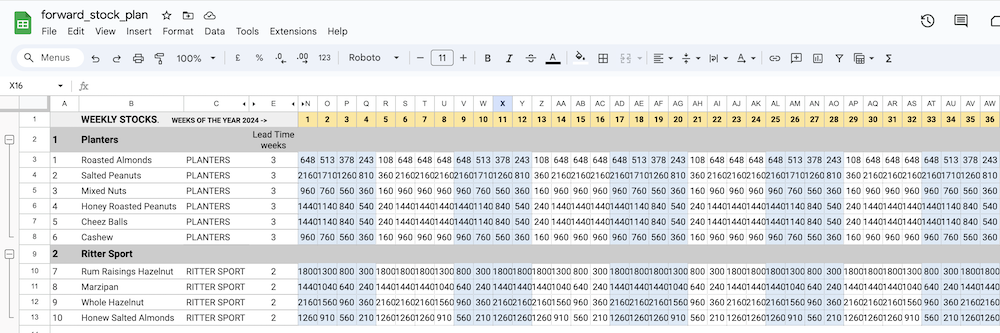 forward_stock_plan
File Edit View Insert Format Data Tools Extensions Help
Menus 100% £ % .0 .00 123 Roboto 11 B I A
X16 fx
A B C E N O P Q R S T U V W X Y Z AA AB AC AD AE AF AG AH AI AJ AK AL AM AN AO AP AQ AR AS AT AU AV AW
1 WEEKLY STOCKS. WEEKS OF THE YEAR 2024 -> 1 2 3 4 5 6 7 8 9 10 11 12 13 14 15 16 17 18 19 20 21 22 23 24 25 26 27 28 29 30 31 32 33 34 35 36
2 1 Planters Lead Time
weeks
3 1 Roasted Almonds PLANTERS 3 648 513 378 243 108 648 648 648 648 513 378 243 108 648 648 648 648 513 378 243 108 648 648 648 648 513 378 243 108 648 648 648 648 513 378 243
4 2 Salted Peanuts PLANTERS 3 2160 1710 1260 810 360 2160 2160 2160 2160 1710 1260 810 360 2160 2160 2160 2160 1710 1260 810 360 2160 2160 2160 2160 1710 1260 810 360 2160 2160 2160 2160 1710 1260 810
5 3 Mixed Nuts PLANTERS 3 960 760 560 360 160 960 960 960 960 760 560 360 160 960 960 960 960 760 560 360 160 960 960 960 960 760 560 360 160 960 960 960 960 760 560 360
6 4 Honey Roasted Peanuts PLANTERS 3 1440 1140 840 540 240 1440 1440 1440 1440 1140 840 540 240 1440 1440 1440 1440 1140 840 540 240 1440 1440 1440 1440 1140 840 540 240 1440 1440 1440 1440 1140 840 540
7 5 Cheez Balls PLANTERS 3 1440 1140 840 540 240 1440 1440 1440 1440 1140 840 540 240 1440 1440 1440 1440 1140 840 540 240 1440 1440 1440 1440 1140 840 540 240 1440 1440 1440 1440 1140 840 540
8 6 Cashew PLANTERS 3 960 760 560 360 160 960 960 960 960 760 560 360 160 960 960 960 960 760 560 360 160 960 960 960 960 760 560 360 160 960 960 960 960 760 560 360
9 2 Ritter Sport
10 7 Rum Raisings Hazelnut RITTER SPORT 2 1800 1300 800 300 1800 1800 1800 1300 800 300 1800 1800 1800 1300 800 300 1800 1800 1800 1300 800 300 1800 1800 1800 1300 800 300 1800 1800 1800 1300 800 300 1800 1800
11 8 Marzipan RITTER SPORT 2 1440 1040 640 240 1440 1440 1440 1040 640 240 1440 1440 1440 1040 640 240 1440 1440 1440 1040 640 240 1440 1440 1440 1040 640 240 1440 1440 1440 1040 640 240 1440 1440
12 9 Whole Hazelnut RITTER SPORT 2 2160 1560 960 360 2160 2160 2160 1560 960 360 2160 2160 2160 1560 960 360 2160 2160 2160 1560 960 360 2160 2160 2160 1560 960 360 2160 2160 2160 1560 960 360 2160 2160
13 10 Honew Salted Almonds RITTER SPORT 2 1260 910 560 210 1260 1260 1260 910 560 210 1260 1260 1260 910 560 210 1260 1260 1260 910 560 210 1260 1260 1260 910 560 210 1260 1260 1260 910 560 210 1260 1260